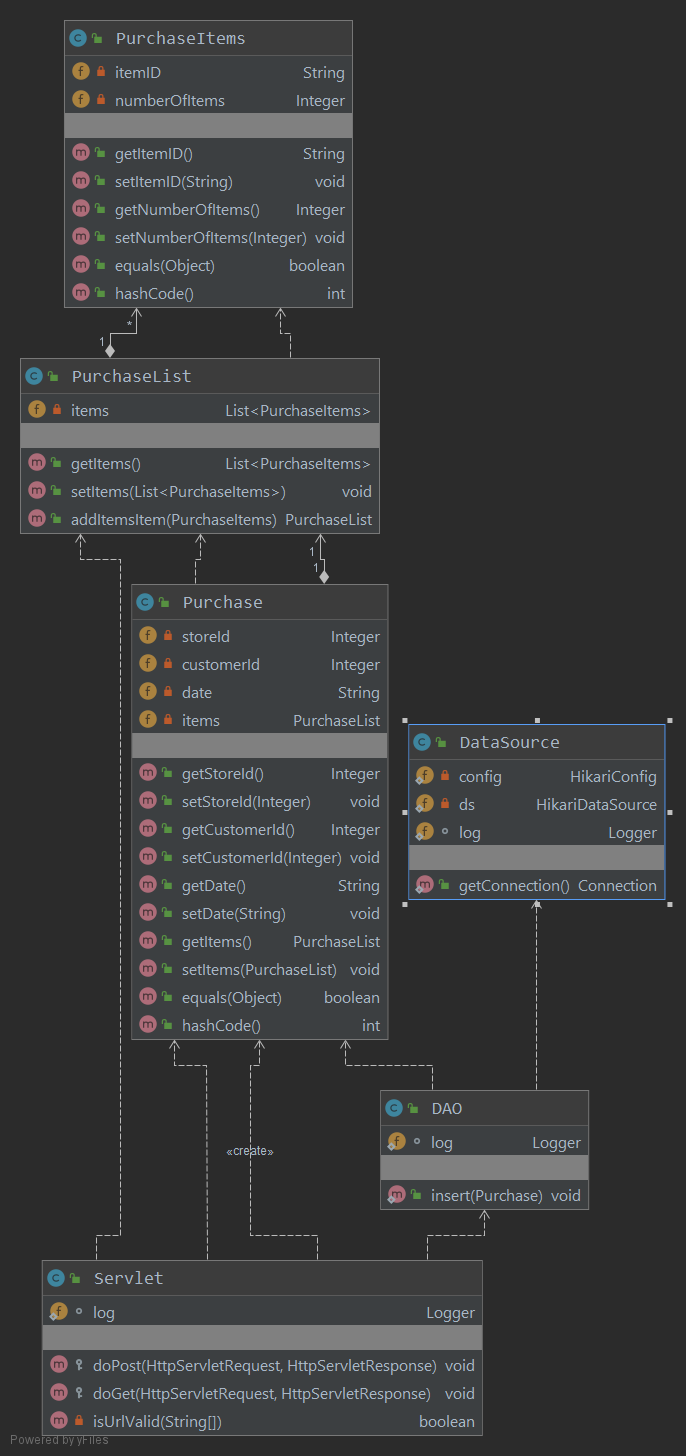 PurchaseItems
itemID String
numberOfItems Integer
getItemID() String
setItemID(String) void
getNumberOfItems() Integer
setNumberOfItems(Integer) void
equals(Object) boolean
hashCode() int
*
1
PurchaseList
items List<PurchaseItems>
getItems() List<PurchaseItems>
setItems(List<PurchaseItems>) void
addItemsItem(PurchaseItems) PurchaseList
1
1
Purchase
storeId Integer
customerId Integer
date String
items PurchaseList
getStoreId() Integer
setStoreId(Integer) void
getCustomerId() Integer
setCustomerId(Integer) void
getDate() String
setDate(String) void
getItems() PurchaseList
setItems(PurchaseList) void
equals(Object) boolean
hashCode() int
DataSource
config HikariConfig
ds HikariDataSource
log Logger
getConnection() Connection
DAO
log Logger
insert(Purchase) void
«create»
Servlet
log Logger
doPost(HttpServletRequest, HttpServletResponse) void
doGet(HttpServletRequest, HttpServletResponse) void
isUrlValid(String[]) boolean
Powered by yFiles